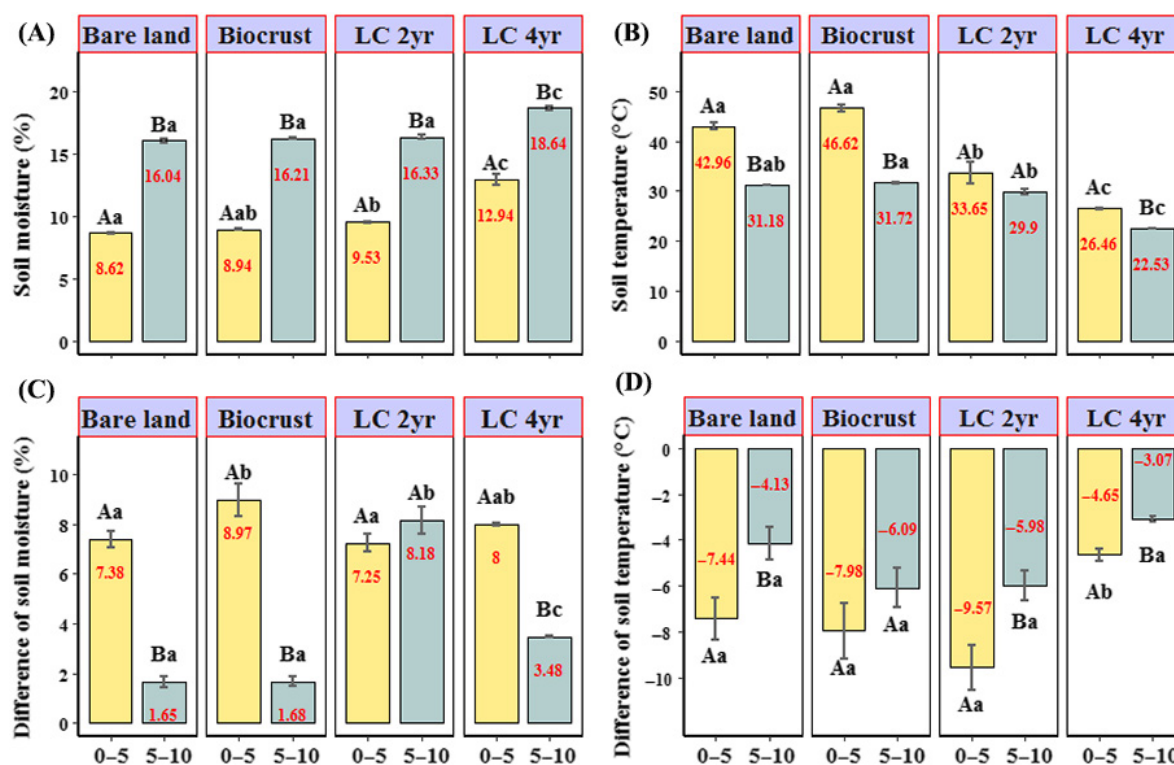 (A)
Bare land Biocrust LC 2yr LC 4yr
Soil moisture (%)
20
15
10
5
0
Aa
8.62
Ba
16.04
Aab
8.94
Ba
16.21
Ab
9.53
Ba
16.33
Ac
12.94
Bc
18.64
(B)
Bare land Biocrust LC 2yr LC 4yr
Soil temperature (°C)
50
40
30
20
10
0
Aa
42.96
Bab
31.18
Aa
46.62
Ba
31.72
Ab
33.65
Ab
29.9
Ac
26.46
Bc
22.53
(C)
Bare land Biocrust LC 2yr LC 4yr
Difference of soil moisture (%)
10
8
6
4
2
0
Aa
7.38
Ba
1.65
Ab
8.97
Ba
1.68
Aa
7.25
Ab
8.18
Aab
8
Bc
3.48
0–5 5–10 0–5 5–10 0–5 5–10 0–5 5–10
(D)
Bare land Biocrust LC 2yr LC 4yr
Difference of soil temperature (°C)
0
−2
−4
−6
−8
−10
−7.44
Aa
−4.13
Ba
−7.98
Aa
−6.09
Aa
−9.57
Aa
−5.98
Ba
−4.65
Ab
−3.07
Ba
0–5 5–10 0–5 5–10 0–5 5–10 0–5 5–10